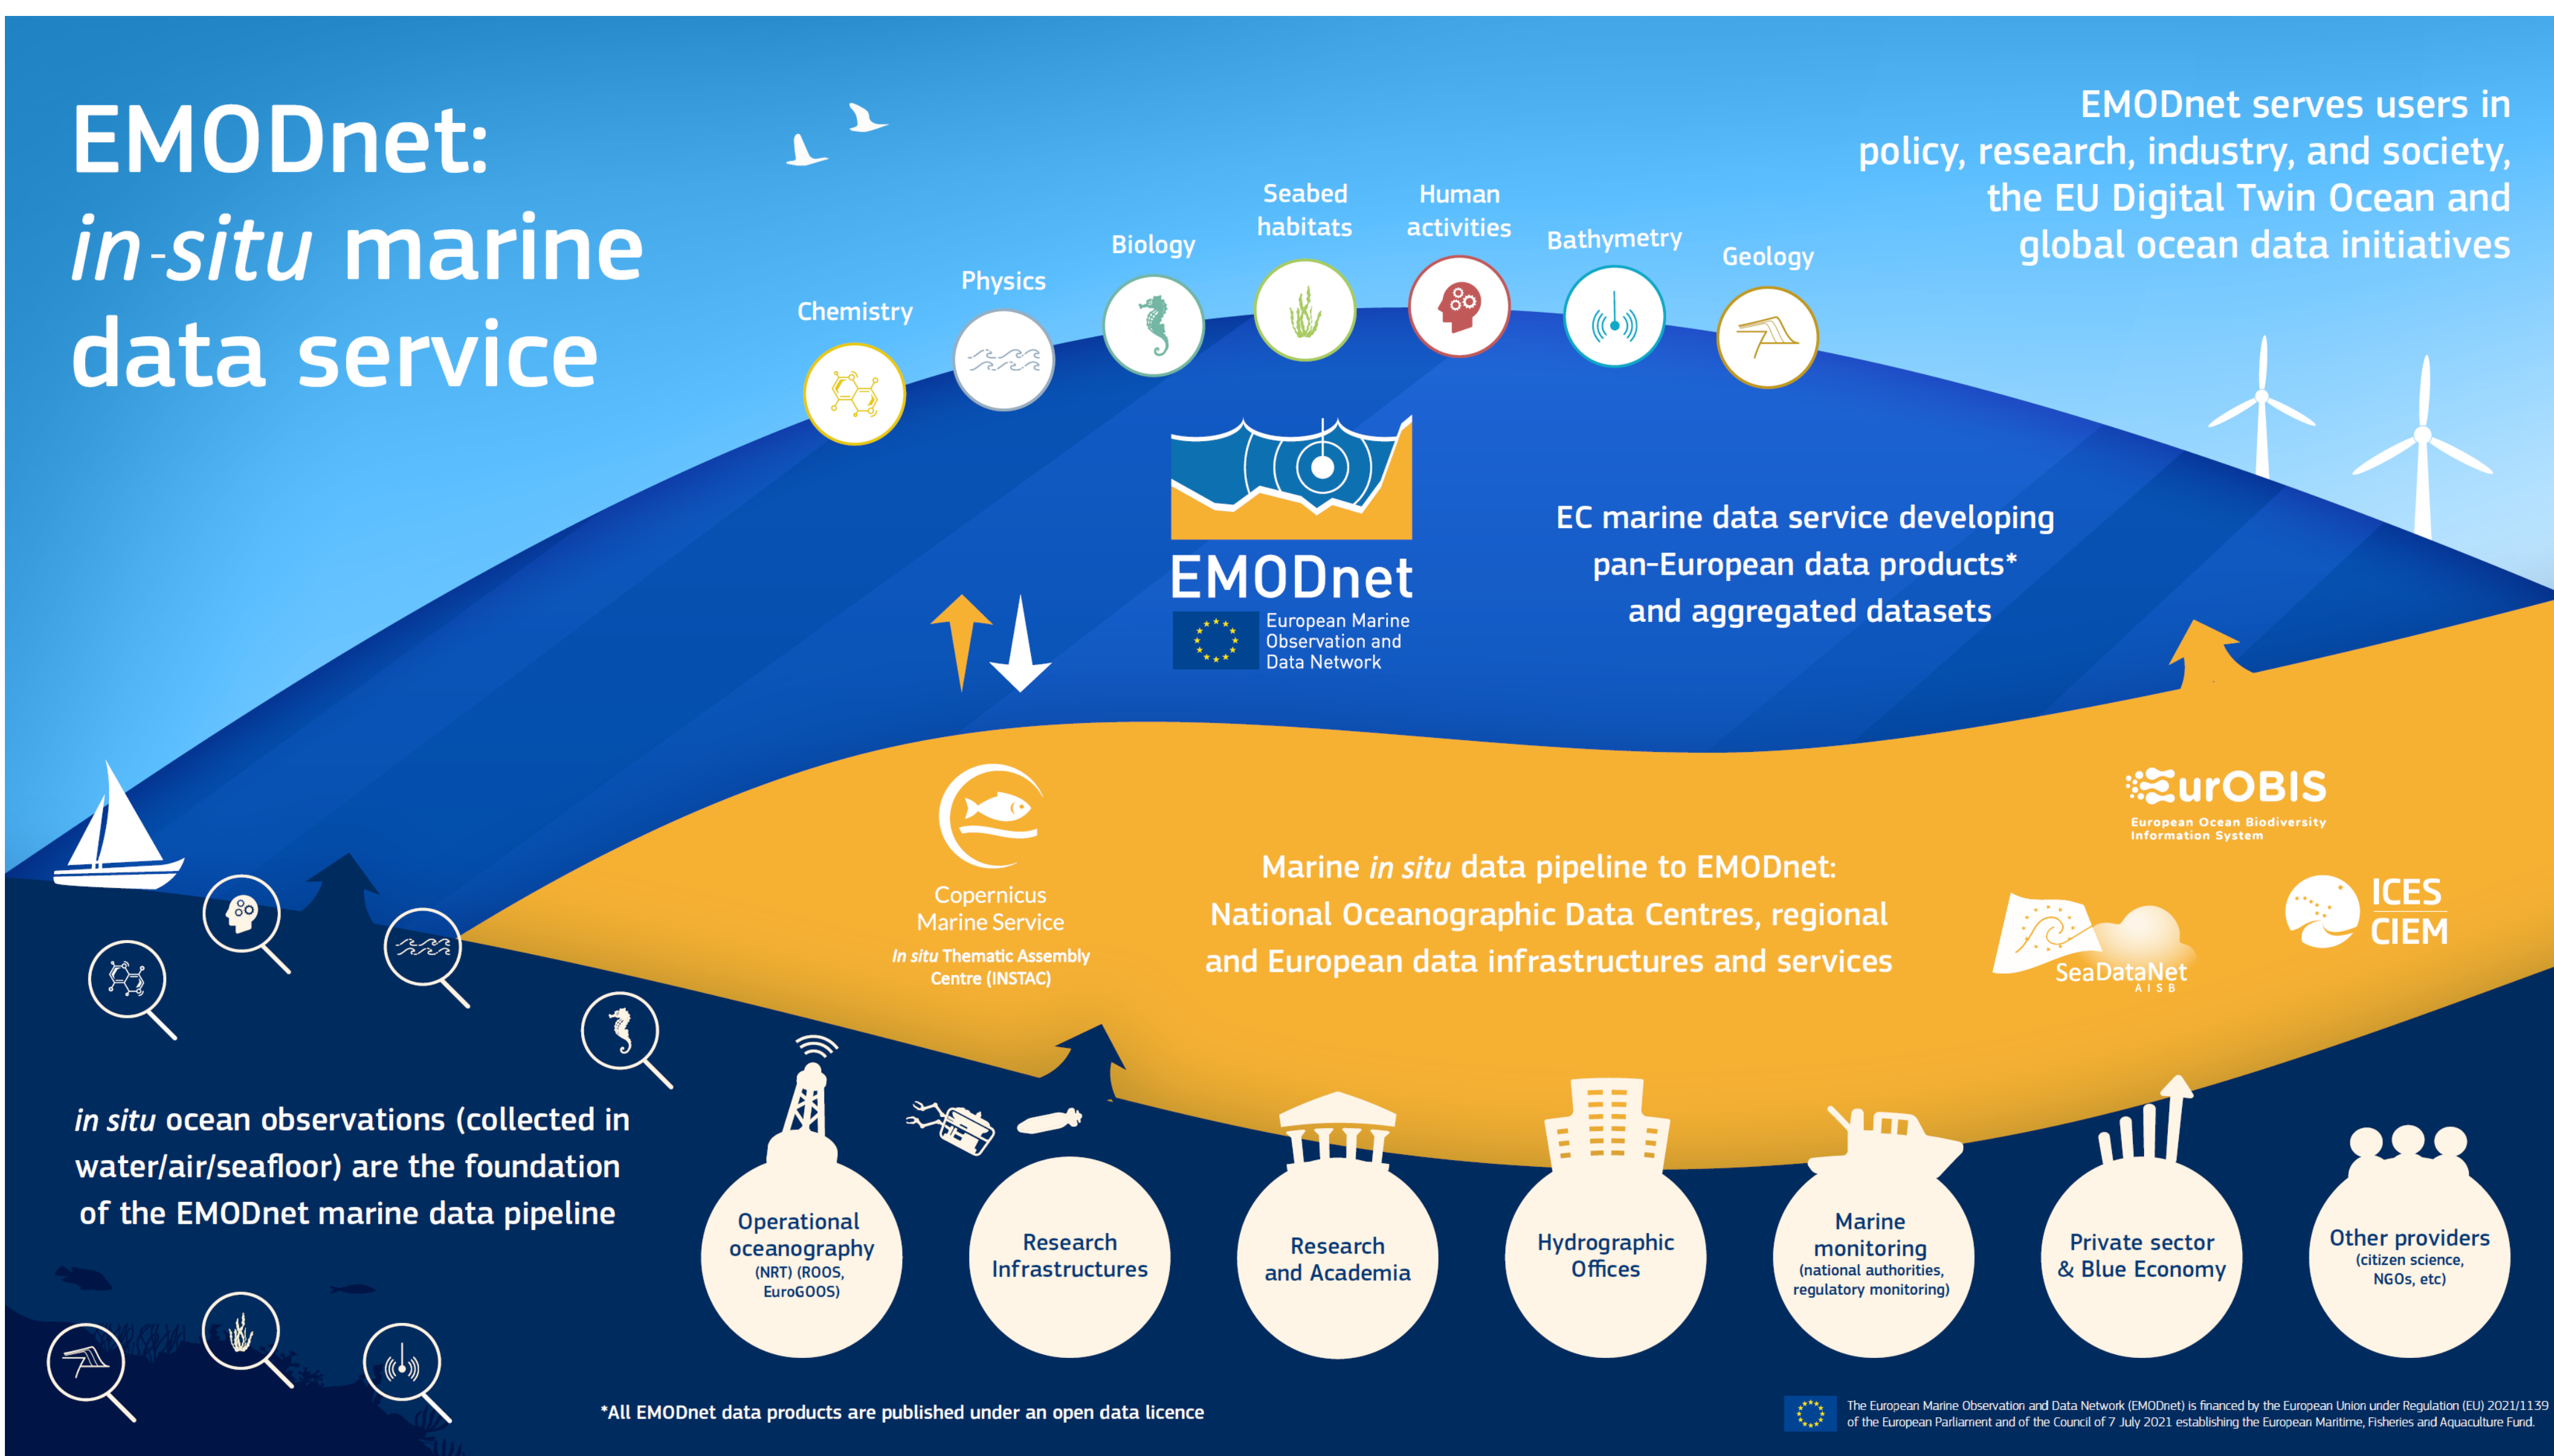 EMODnet:
in-situ marine
data service
EMODnet serves users in
policy, research, industry, and society,
the EU Digital Twin Ocean and
global ocean data initiatives
Chemistry
Physics
Biology
Seabed
habitats
Human
activities
Bathymetry
Geology
EMODnet
European Marine
Observation and
Data Network
EC marine data service developing
pan-European data products*
and aggregated datasets
Copernicus
Marine Service
In situ Thematic Assembly
Centre (INSTAC)
Marine in situ data pipeline to EMODnet:
National Oceanographic Data Centres, regional
and European data infrastructures and services
EurOBIS
European Ocean Biodiversity
Information System
SeaDataNet
AISB
ICES
CIEM
in situ ocean observations (collected in
water/air/seafloor) are the foundation
of the EMODnet marine data pipeline
Operational
oceanography
(NRT) (ROOS,
EuroGOOS)
Research
Infrastructures
Research
and Academia
Hydrographic
Offices
Marine
monitoring
(national authorities,
regulatory monitoring)
Private sector
& Blue Economy
Other providers
(citizen science,
NGOs, etc)
*All EMODnet data products are published under an open data licence
The European Marine Observation and Data Network (EMODnet) is financed by the European Union under Regulation (EU) 2021/1139
of the European Parliament and of the Council of 7 July 2021 establishing the European Maritime, Fisheries and Aquaculture Fund.